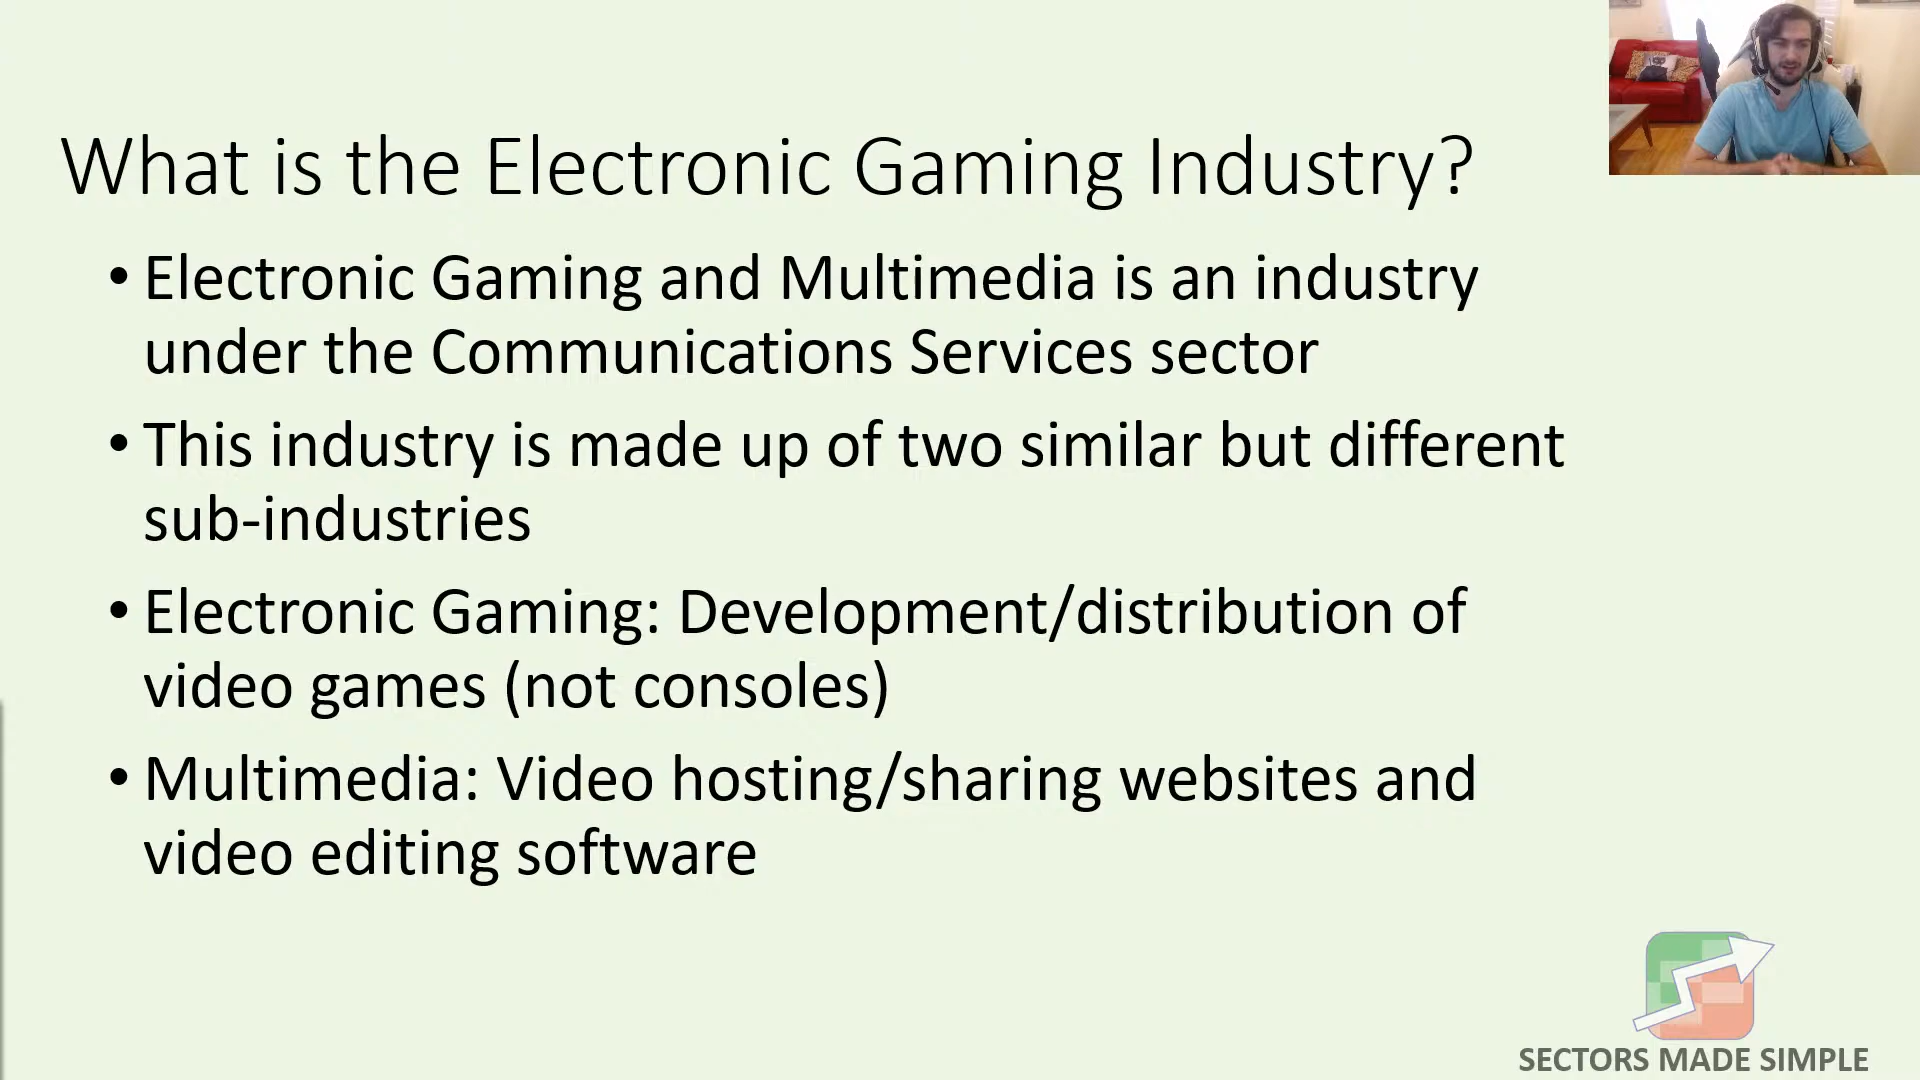 What is the Electronic Gaming Industry?
• Electronic Gaming and Multimedia is an industry
under the Communications Services sector
• This industry is made up of two similar but different
sub-industries
• Electronic Gaming: Development/distribution of
video games (not consoles)
• Multimedia: Video hosting/sharing websites and
video editing software
SECTORS MADE SIMPLE